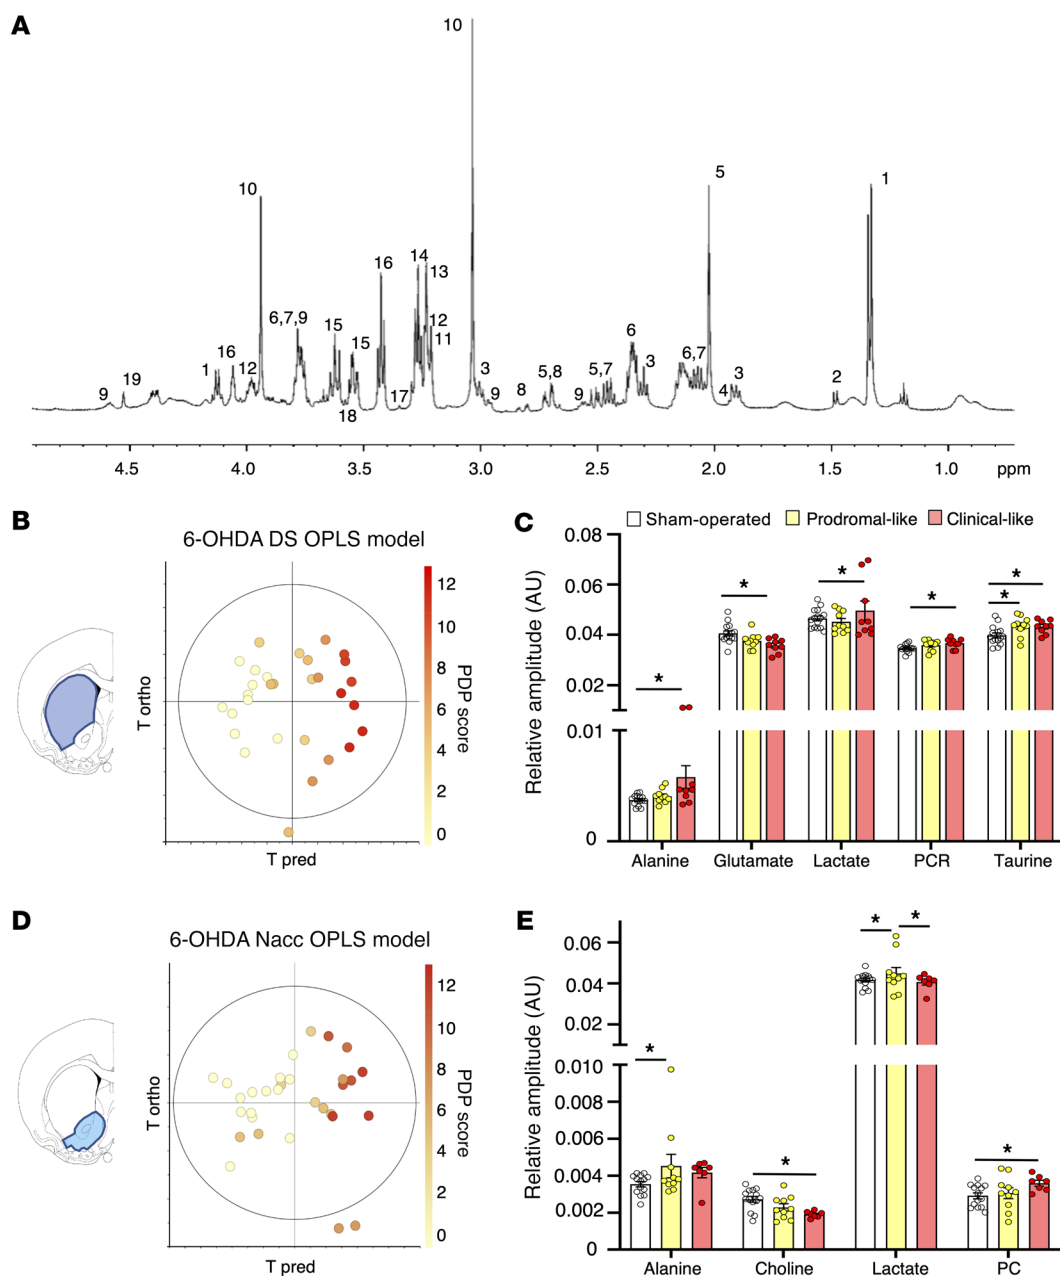 A
10
5
1
10
16
14
13
6,7,9
15
12
11
15
6
16
1
12
3
5,8
5,7
3
6,7
3
2
19
9
18
17
9
8
9
4
4.5
4.0
3.5
3.0
2.5
2.0
1.5
1.0
ppm
B
6-OHDA DS OPLS model
T ortho
T pred
12
10
8
6
4
2
0
PDP score
C
Sham-operated
Prodromal-like
Clinical-like
Relative amplitude (AU)
0.08
0.06
0.04
0.02
0.01
0
*
*
*
*
*
*
Alanine
Glutamate
Lactate
PCR
Taurine
D
6-OHDA Nacc OPLS model
T ortho
T pred
12
10
8
6
4
2
0
PDP score
E
Relative amplitude (AU)
0.06
0.04
0.02
0.010
0.008
0.006
0.004
0.002
0
*
*
*
*
*
Alanine
Choline
Lactate
PC